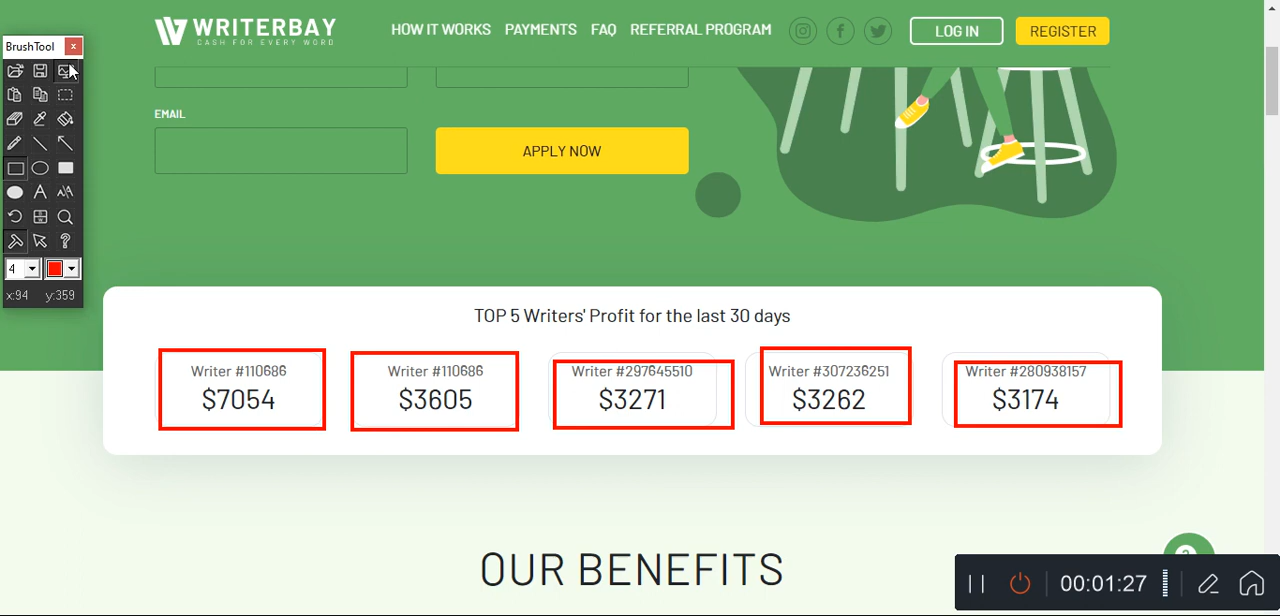 WRITERBAY
CASH FOR EVERY WORD
HOW IT WORKS PAYMENTS FAQ REFERRAL PROGRAM
LOG IN REGISTER
BrushTool x
EMAIL
APPLY NOW
4
x:94 y:359
TOP 5 Writers' Profit for the last 30 days
Writer #110686
$7054
Writer #110686
$3605
Writer #297645510
$3271
Writer #307236251
$3262
Writer #280938157
$3174
OUR BENEFITS
00:01:27